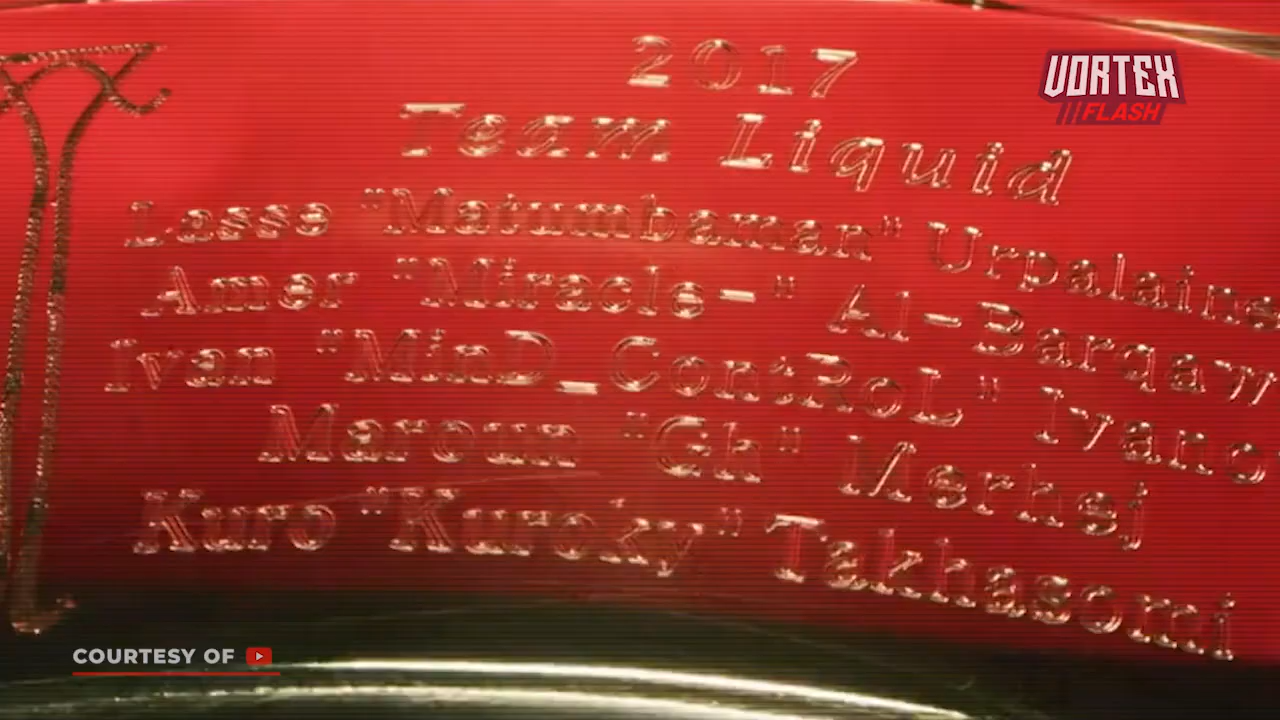 2017
Team Liquid
Lasse "Matumbaman" Urpalaine
Amer "Miracle-" Al-Barqaw
Ivan "MinD_ContRoL" Ivano
Maroun "Gh" Merhej
Kuro "Kuroky" Takhasomi
VORTEX
FLASH
COURTESY OF